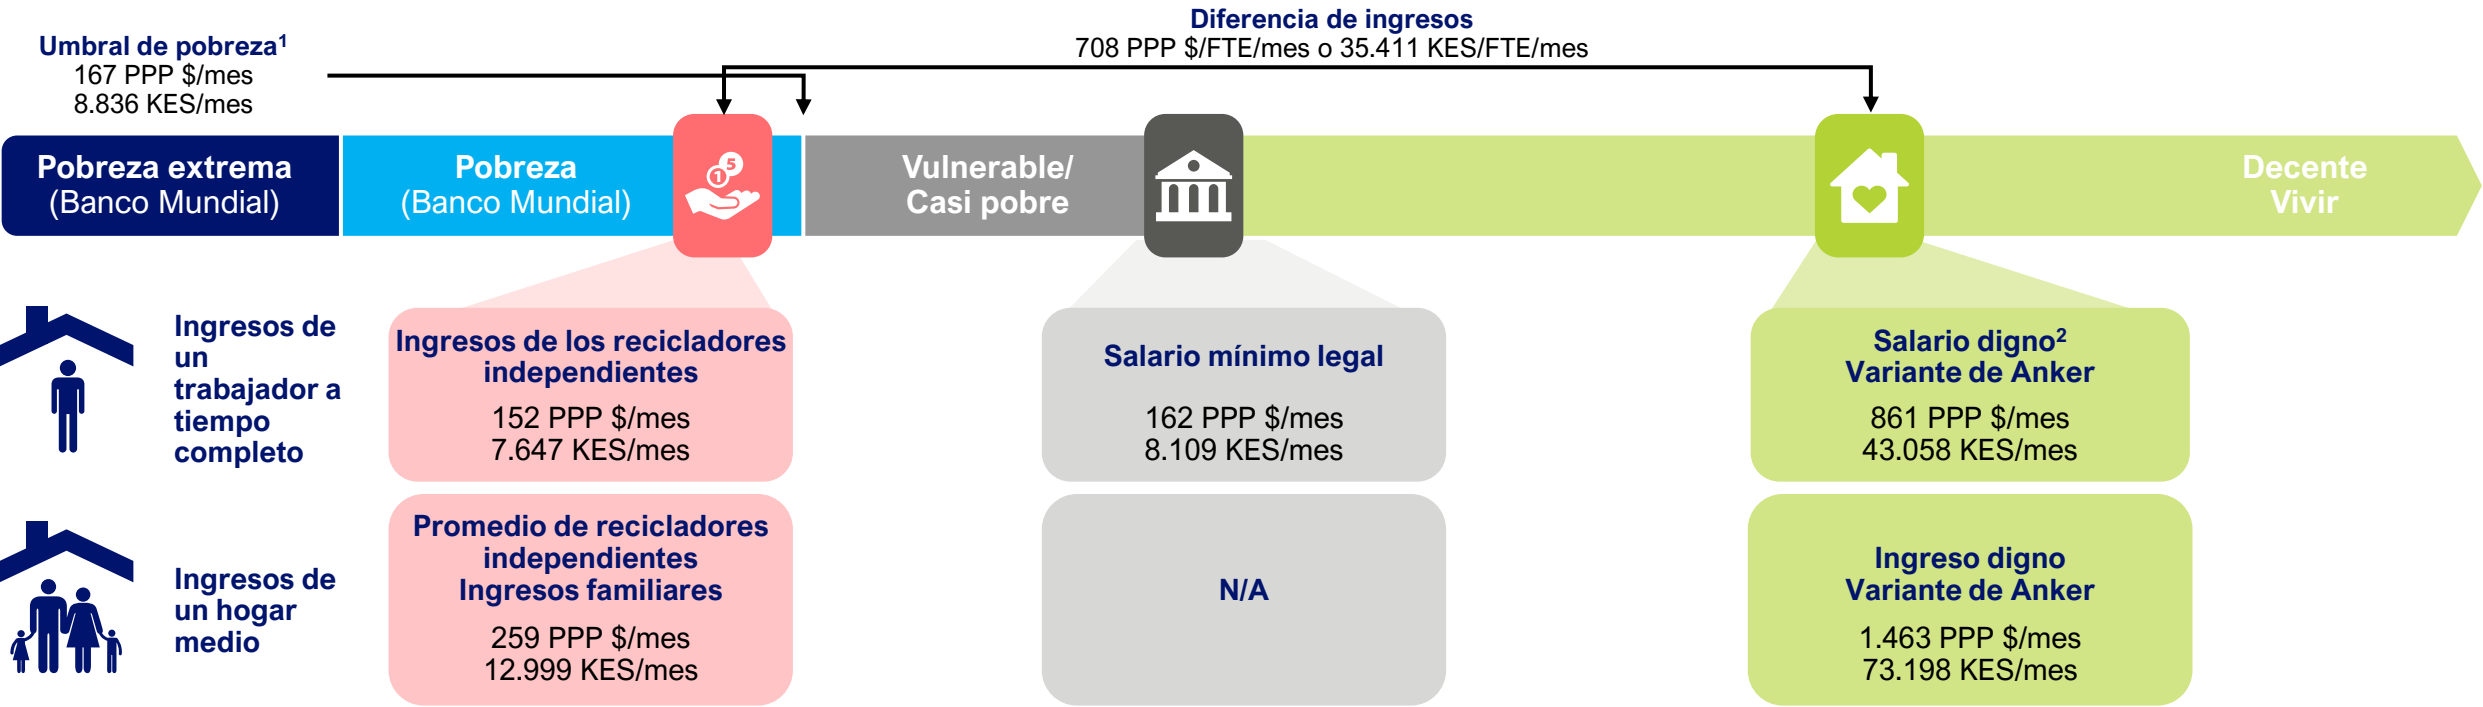 Diferencia de ingresos
708 PPP $/FTE/mes o 35.411 KES/FTE/mes
Umbral de pobreza¹
167 PPP $/mes
8.836 KES/mes
Pobreza extrema
(Banco Mundial)
Pobreza
(Banco Mundial)
1 5
Vulnerable/
Casi pobre
Decente
Vivir
Ingresos de
un
trabajador a
tiempo
completo
Ingresos de los recicladores
independientes
152 PPP $/mes
7.647 KES/mes
Salario mínimo legal
162 PPP $/mes
8.109 KES/mes
Salario digno²
Variante de Anker
861 PPP $/mes
43.058 KES/mes
Ingresos de
un hogar
medio
Promedio de recicladores
independientes
Ingresos familiares
259 PPP $/mes
12.999 KES/mes
N/A
Ingreso digno
Variante de Anker
1.463 PPP $/mes
73.198 KES/mes